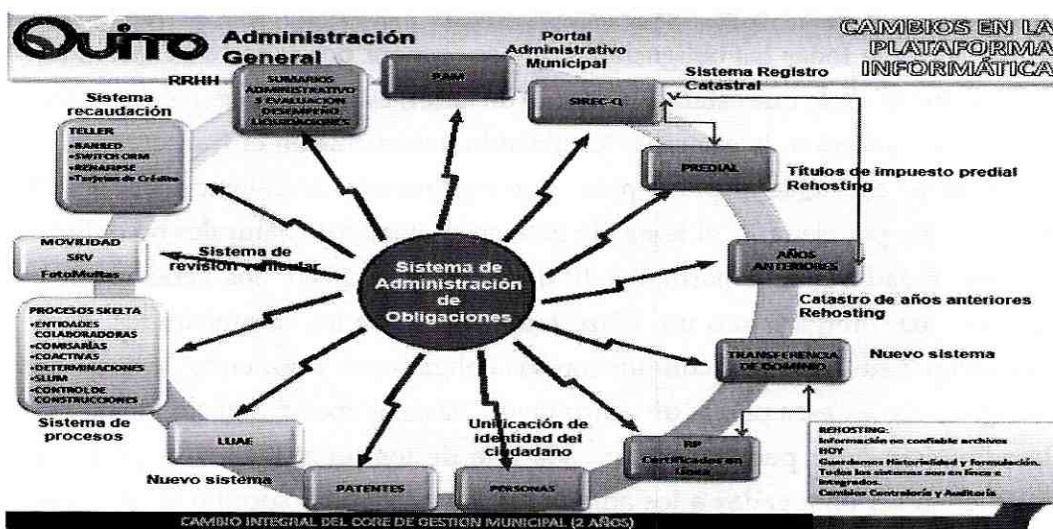 QUITO
Administración
General
Portal
Administrativo
Municipal
CAMBIOS EN LA
PLATAFORMA
INFORMÁTICA
RRHH
SUMARIOS
ADMINISTRATIVO
S EVALUACION
DESEMPEÑO
LIQUIDACIONES
PAM
SIREC-Q
Sistema Registro
Catastral
Sistema
recaudación
TELLER
•BANRED
•SWITCH ORM
•RENAFIPSE
•Tarjetas de Crédito
PREDIAL
Títulos de impuesto predial
Rehosting
MOVILIDAD
SRV
FotoMultas
Sistema de
revisión vehicular
Sistema de
Administración
de
Obligaciones
AÑOS
ANTERIORES
Catastro de años anteriores
Rehosting
PROCESOS SKELTA
•ENTIDADES
COLABORADORAS
•COMISARÍAS
•COACTIVAS
•DETERMINACIONES
•SLUM
•CONTROL DE
CONSTRUCCIONES
Sistema de
procesos
TRANSFERENCIA
DE DOMINIO
Nuevo sistema
LUAE
Nuevo sistema
PATENTES
Unificación de
identidad del
ciudadano
PERSONAS
RP
Certificados en
Línea
REHOSTING:
Información no confiable archivos
HOY
Guardamos Historialidad y formulación.
Todos los sistemas son en línea e
integrados.
Cambios Contraloría y Auditoría
CAMBIO INTEGRAL DEL CORE DE GESTION MUNICIPAL (2 AÑOS)